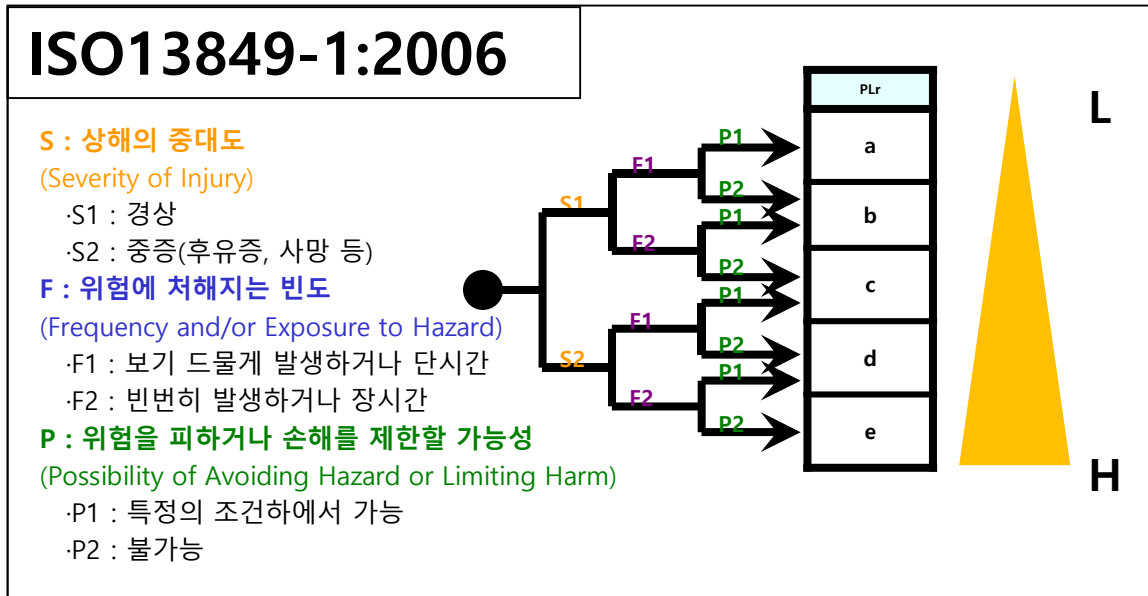 ISO13849-1:2006
S : 상해의 중대도
(Severity of Injury)
·S1 : 경상
·S2 : 중증(후유증, 사망 등)
F : 위험에 처해지는 빈도
(Frequency and/or Exposure to Hazard)
·F1 : 보기 드물게 발생하거나 단시간
·F2 : 빈번히 발생하거나 장시간
P : 위험을 피하거나 손해를 제한할 가능성
(Possibility of Avoiding Hazard or Limiting Harm)
·P1 : 특정의 조건하에서 가능
·P2 : 불가능
S1
S2
F1
F2
F1
F2
P1
P2
P1
P2
P1
P2
P1
P2
PLr
a
b
c
d
e
L
H